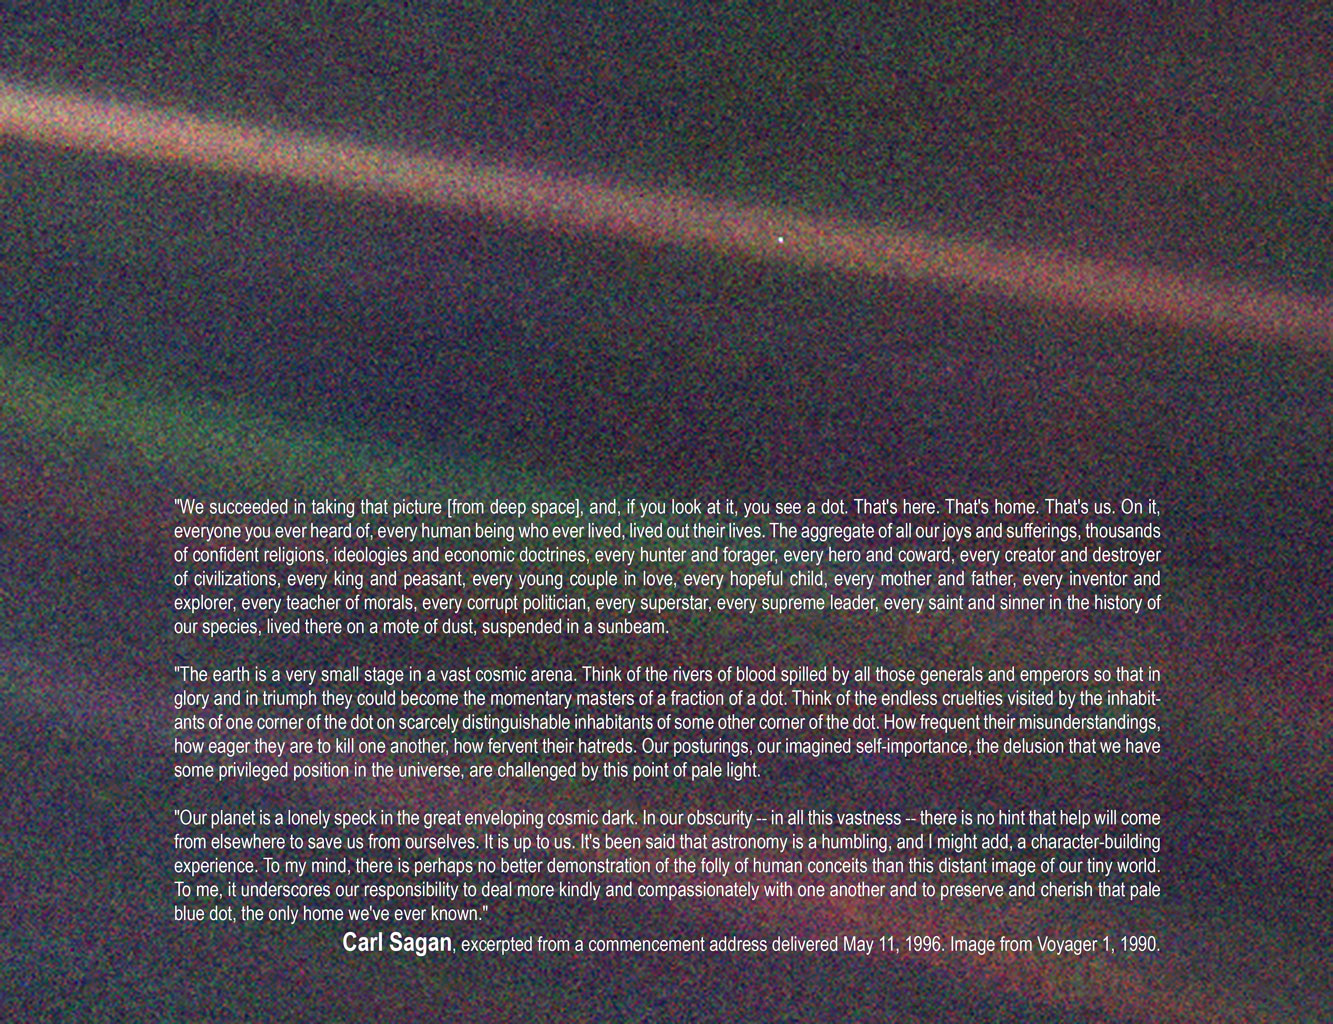 "We succeeded in taking that picture [from deep space], and, if you look at it, you see a dot. That's here. That's home. That's us. On it,
everyone you ever heard of, every human being who ever lived, lived out their lives. The aggregate of all our joys and sufferings, thousands
of confident religions, ideologies and economic doctrines, every hunter and forager, every hero and coward, every creator and destroyer
of civilizations, every king and peasant, every young couple in love, every hopeful child, every mother and father, every inventor and
explorer, every teacher of morals, every corrupt politician, every superstar, every supreme leader, every saint and sinner in the history of
our species, lived there on a mote of dust, suspended in a sunbeam.
"The earth is a very small stage in a vast cosmic arena. Think of the rivers of blood spilled by all those generals and emperors so that in
glory and in triumph they could become the momentary masters of a fraction of a dot. Think of the endless cruelties visited by the inhabit-
ants of one corner of the dot on scarcely distinguishable inhabitants of some other corner of the dot. How frequent their misunderstandings,
how eager they are to kill one another, how fervent their hatreds. Our posturings, our imagined self-importance, the delusion that we have
some privileged position in the universe, are challenged by this point of pale light.
"Our planet is a lonely speck in the great enveloping cosmic dark. In our obscurity -- in all this vastness -- there is no hint that help will come
from elsewhere to save us from ourselves. It is up to us. It's been said that astronomy is a humbling, and I might add, a character-building
experience. To my mind, there is perhaps no better demonstration of the folly of human conceits than this distant image of our tiny world.
To me, it underscores our responsibility to deal more kindly and compassionately with one another and to preserve and cherish that pale
blue dot, the only home we've ever known."
Carl Sagan, excerpted from a commencement address delivered May 11, 1996. Image from Voyager 1, 1990.